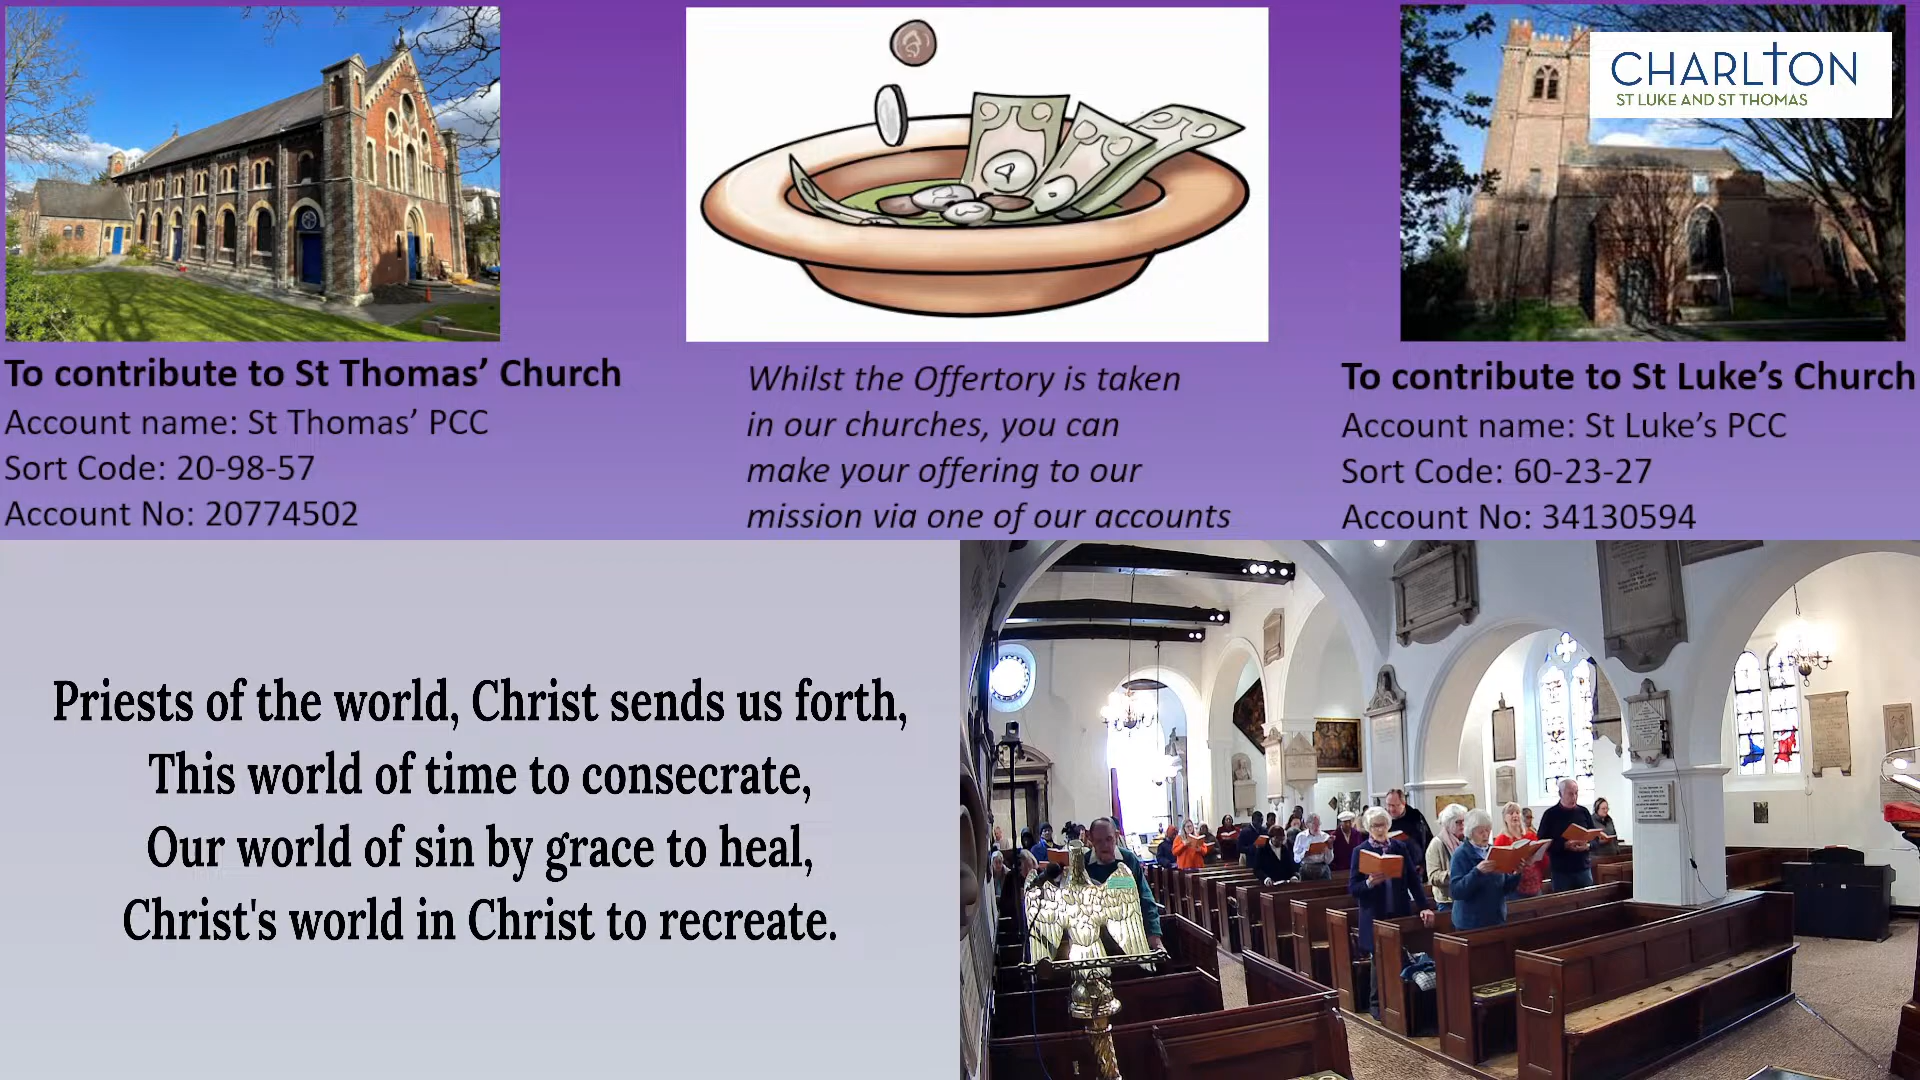 CHARLTON
ST LUKE AND ST THOMAS
To contribute to St Thomas’ Church
Account name: St Thomas’ PCC
Sort Code: 20-98-57
Account No: 20774502
Whilst the Offertory is taken
in our churches, you can
make your offering to our
mission via one of our accounts
To contribute to St Luke’s Church
Account name: St Luke’s PCC
Sort Code: 60-23-27
Account No: 34130594
Priests of the world, Christ sends us forth,
This world of time to consecrate,
Our world of sin by grace to heal,
Christ's world in Christ to recreate.